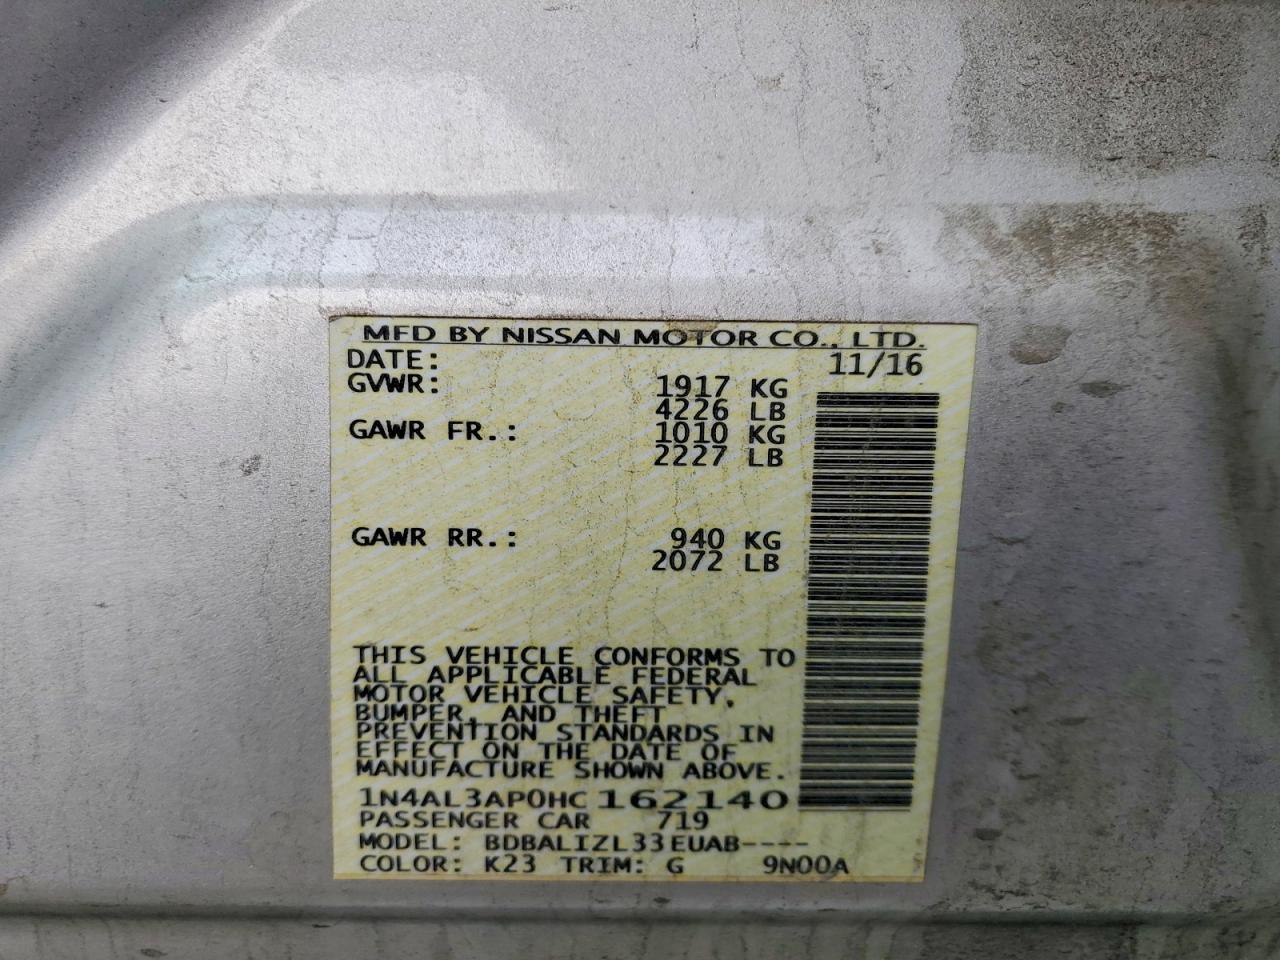 MFD BY NISSAN MOTOR CO., LTD.
DATE: 11/16
GVWR: 1917 KG
4226 LB
GAWR FR.: 1010 KG
2227 LB
GAWR RR.: 940 KG
2072 LB
THIS VEHICLE CONFORMS TO
ALL APPLICABLE FEDERAL
MOTOR VEHICLE SAFETY,
BUMPER, AND THEFT
PREVENTION STANDARDS IN
EFFECT ON THE DATE OF
MANUFACTURE SHOWN ABOVE.
1N4AL3AP0HC162140
PASSENGER CAR 719
MODEL: BDBALIZL33EUAB----
COLOR: K23 TRIM: G 9N00A